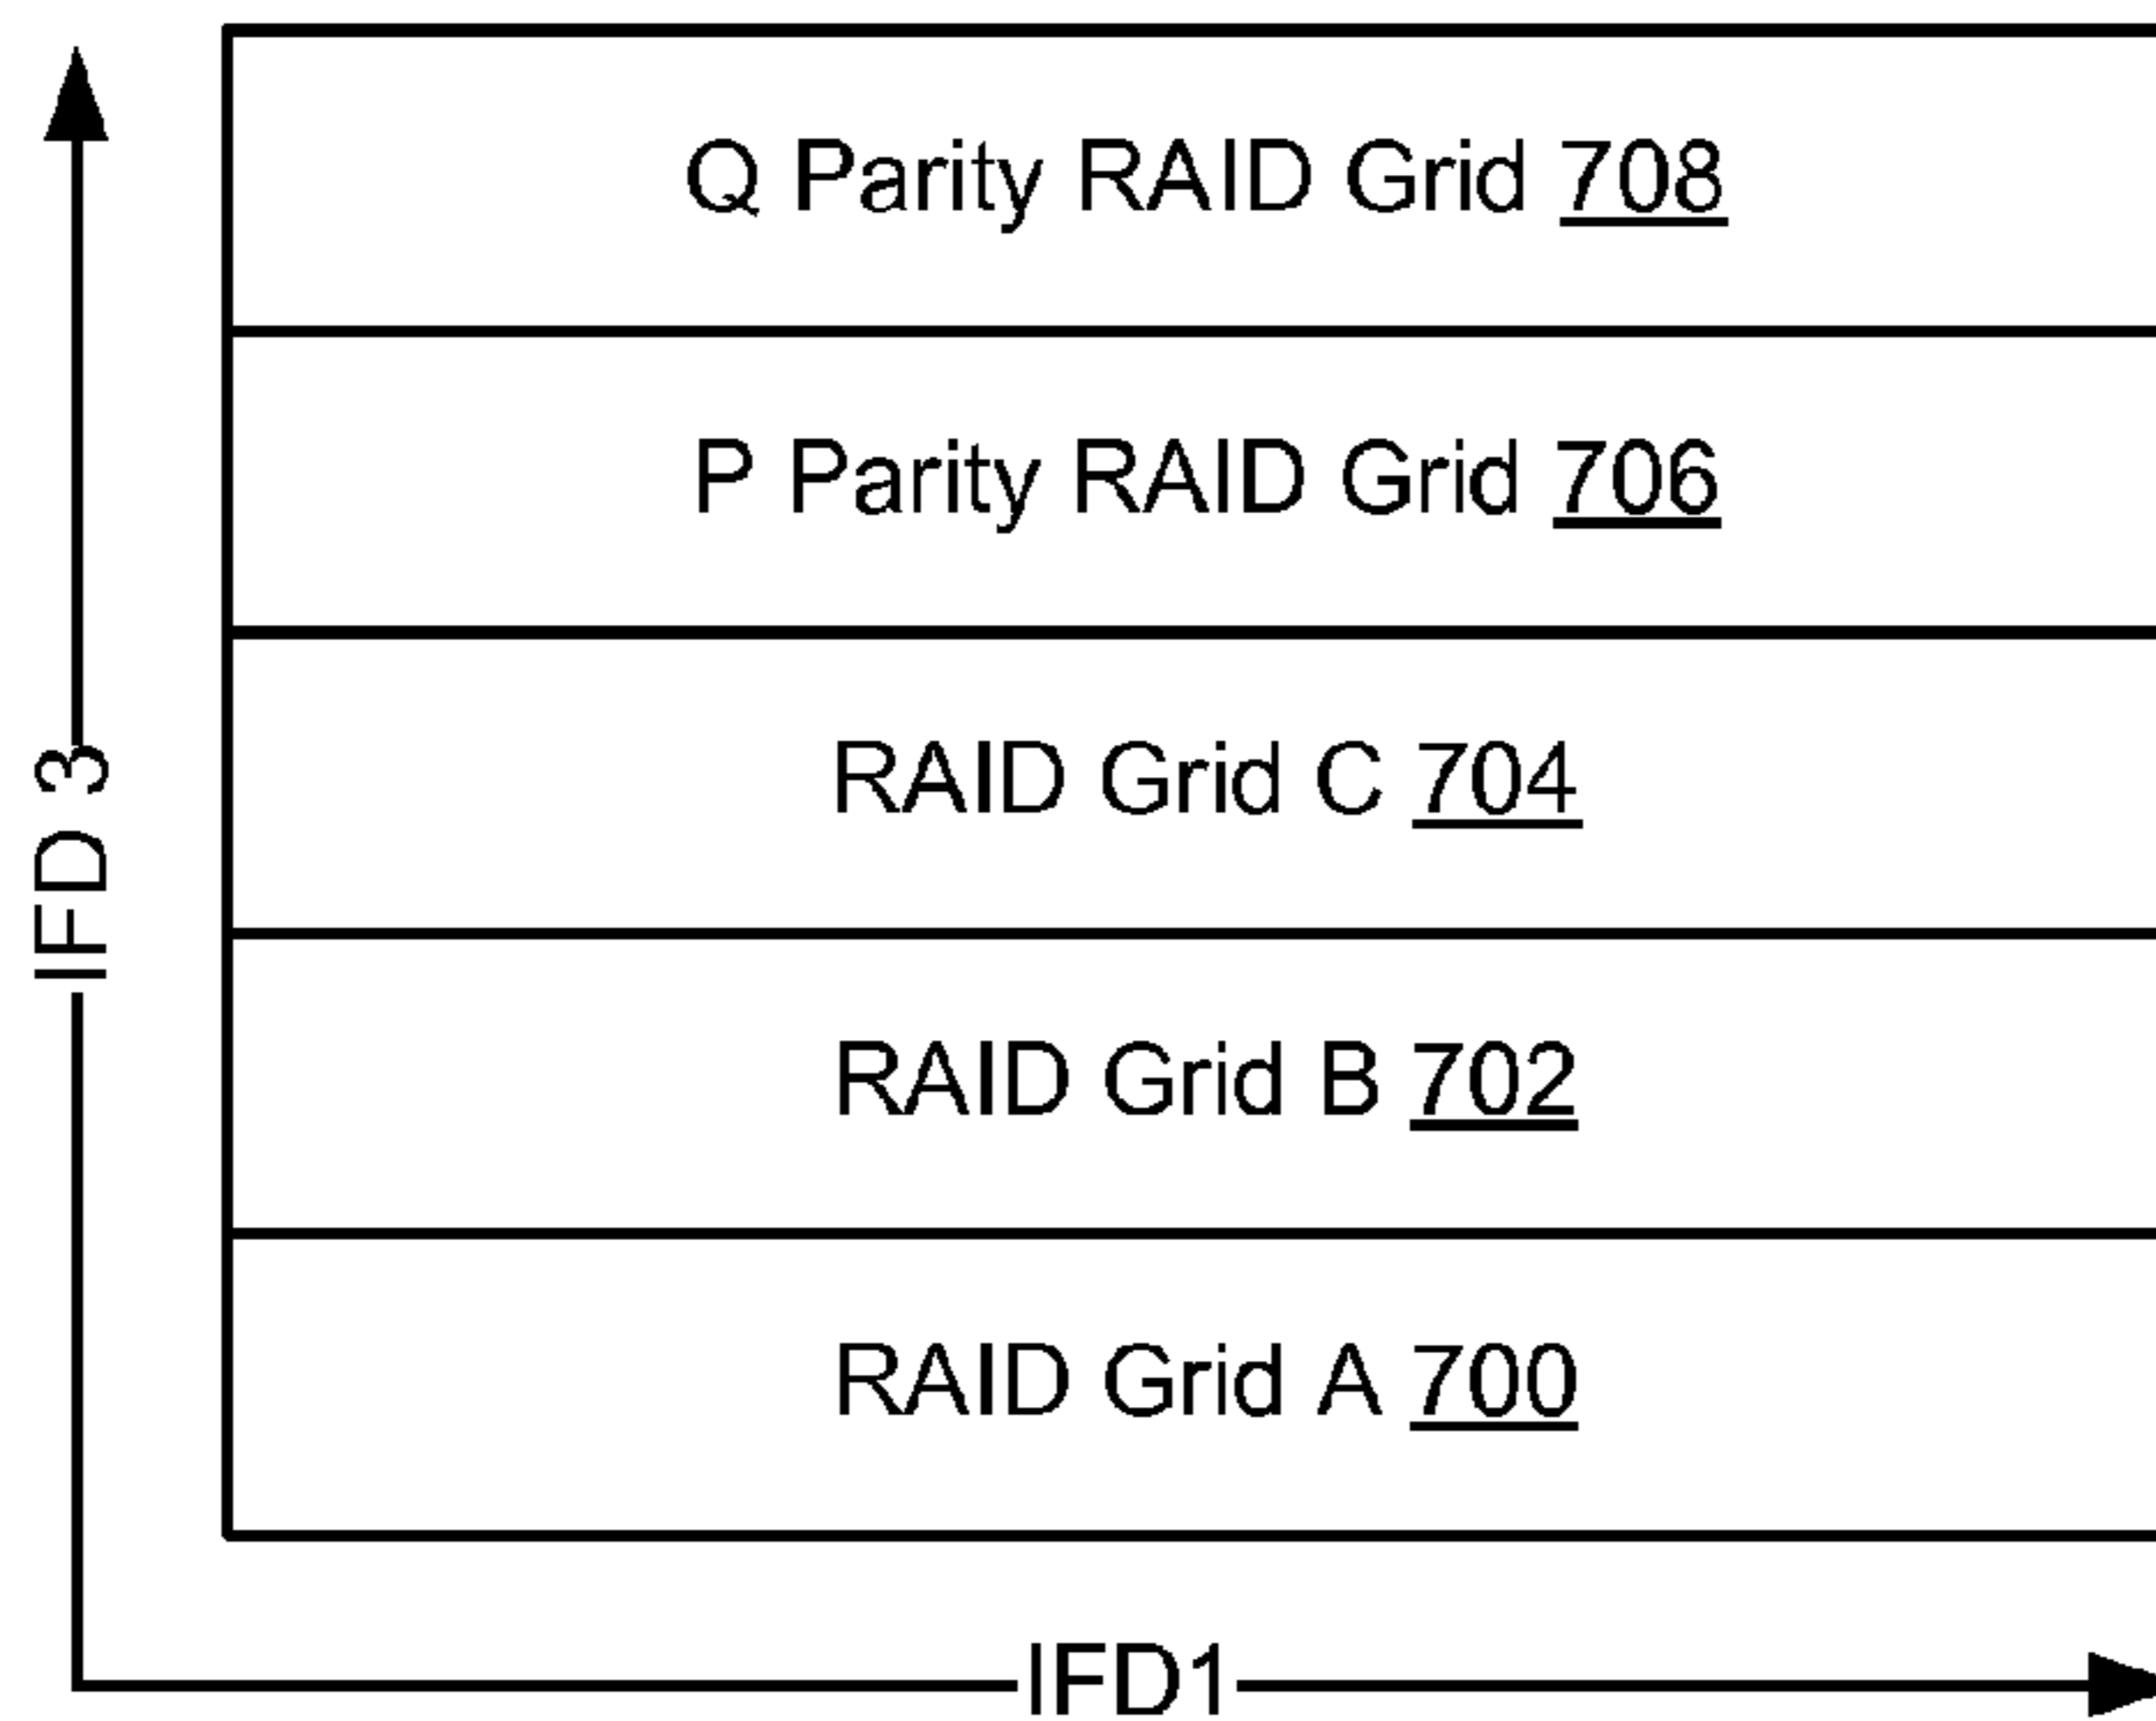 Q Parity RAID Grid 708
P Parity RAID Grid 706
RAID Grid C 704
RAID Grid B 702
RAID Grid A 700
IFD 3
IFD1